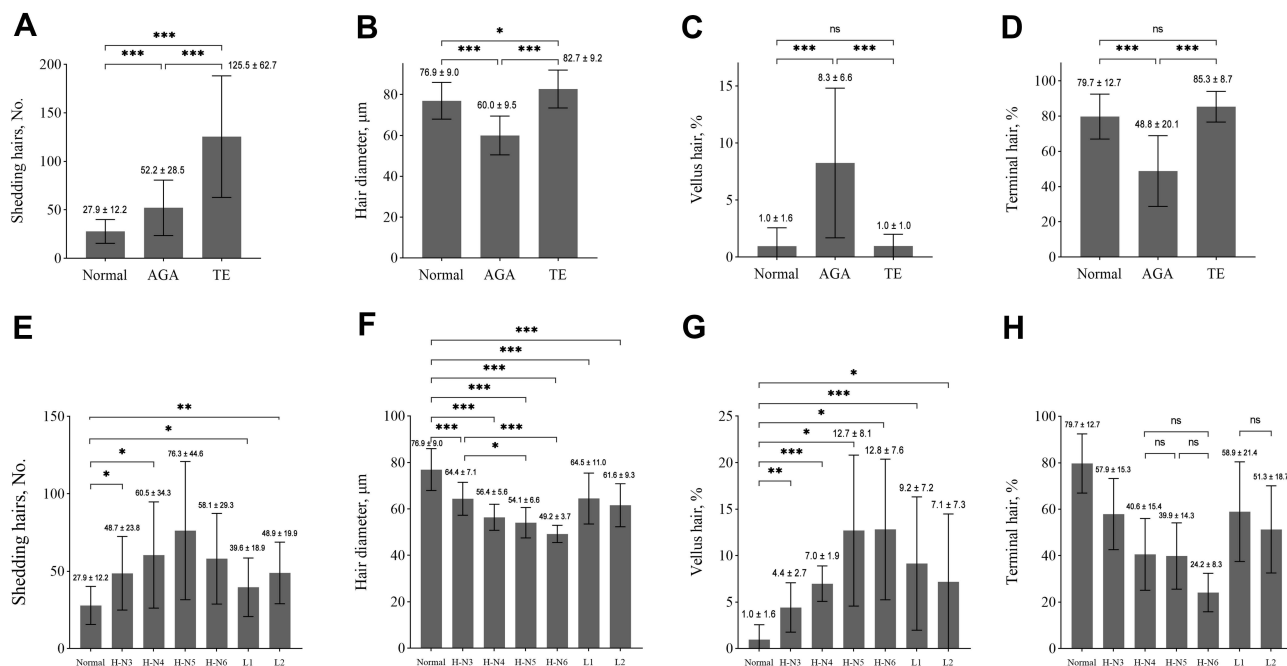 A
***
***
***
200
150
100
50
0
Shedding hairs, No.
27.9 ± 12.2
52.2 ± 28.5
125.5 ± 62.7
Normal AGA TE
B
*
***
***
100
80
60
40
20
0
Hair diameter, μm
76.9 ± 9.0
60.0 ± 9.5
82.7 ± 9.2
Normal AGA TE
C
ns
***
***
15
10
5
0
Vellus hair, %
1.0 ± 1.6
8.3 ± 6.6
1.0 ± 1.0
Normal AGA TE
D
ns
***
***
100
80
60
40
20
0
Terminal hair, %
79.7 ± 12.7
48.8 ± 20.1
85.3 ± 8.7
Normal AGA TE
E
**
*
*
*
150
100
50
0
Shedding hairs, No.
27.9 ± 12.2
48.7 ± 23.8
60.5 ± 34.3
76.3 ± 44.6
58.1 ± 29.3
39.6 ± 18.9
48.9 ± 19.9
Normal H-N3 H-N4 H-N5 H-N6 L1 L2
F
***
***
***
***
***
*** ***
*
100
80
60
40
20
0
Hair diameter, μm
76.9 ± 9.0
64.4 ± 7.1
56.4 ± 5.6
54.1 ± 6.6
49.2 ± 3.7
64.5 ± 11.0
61.6 ± 9.3
Normal H-N3 H-N4 H-N5 H-N6 L1 L2
G
*
***
*
*
***
**
25
20
15
10
5
0
Vellus hair, %
1.0 ± 1.6
4.4 ± 2.7
7.0 ± 1.9
12.7 ± 8.1
12.8 ± 7.6
9.2 ± 7.2
7.1 ± 7.3
Normal H-N3 H-N4 H-N5 H-N6 L1 L2
H
ns
ns
ns
ns
100
80
60
40
20
0
Terminal hair, %
79.7 ± 12.7
57.9 ± 15.3
40.6 ± 15.4
39.9 ± 14.3
24.2 ± 8.3
58.9 ± 21.4
51.3 ± 18.7
Normal H-N3 H-N4 H-N5 H-N6 L1 L2